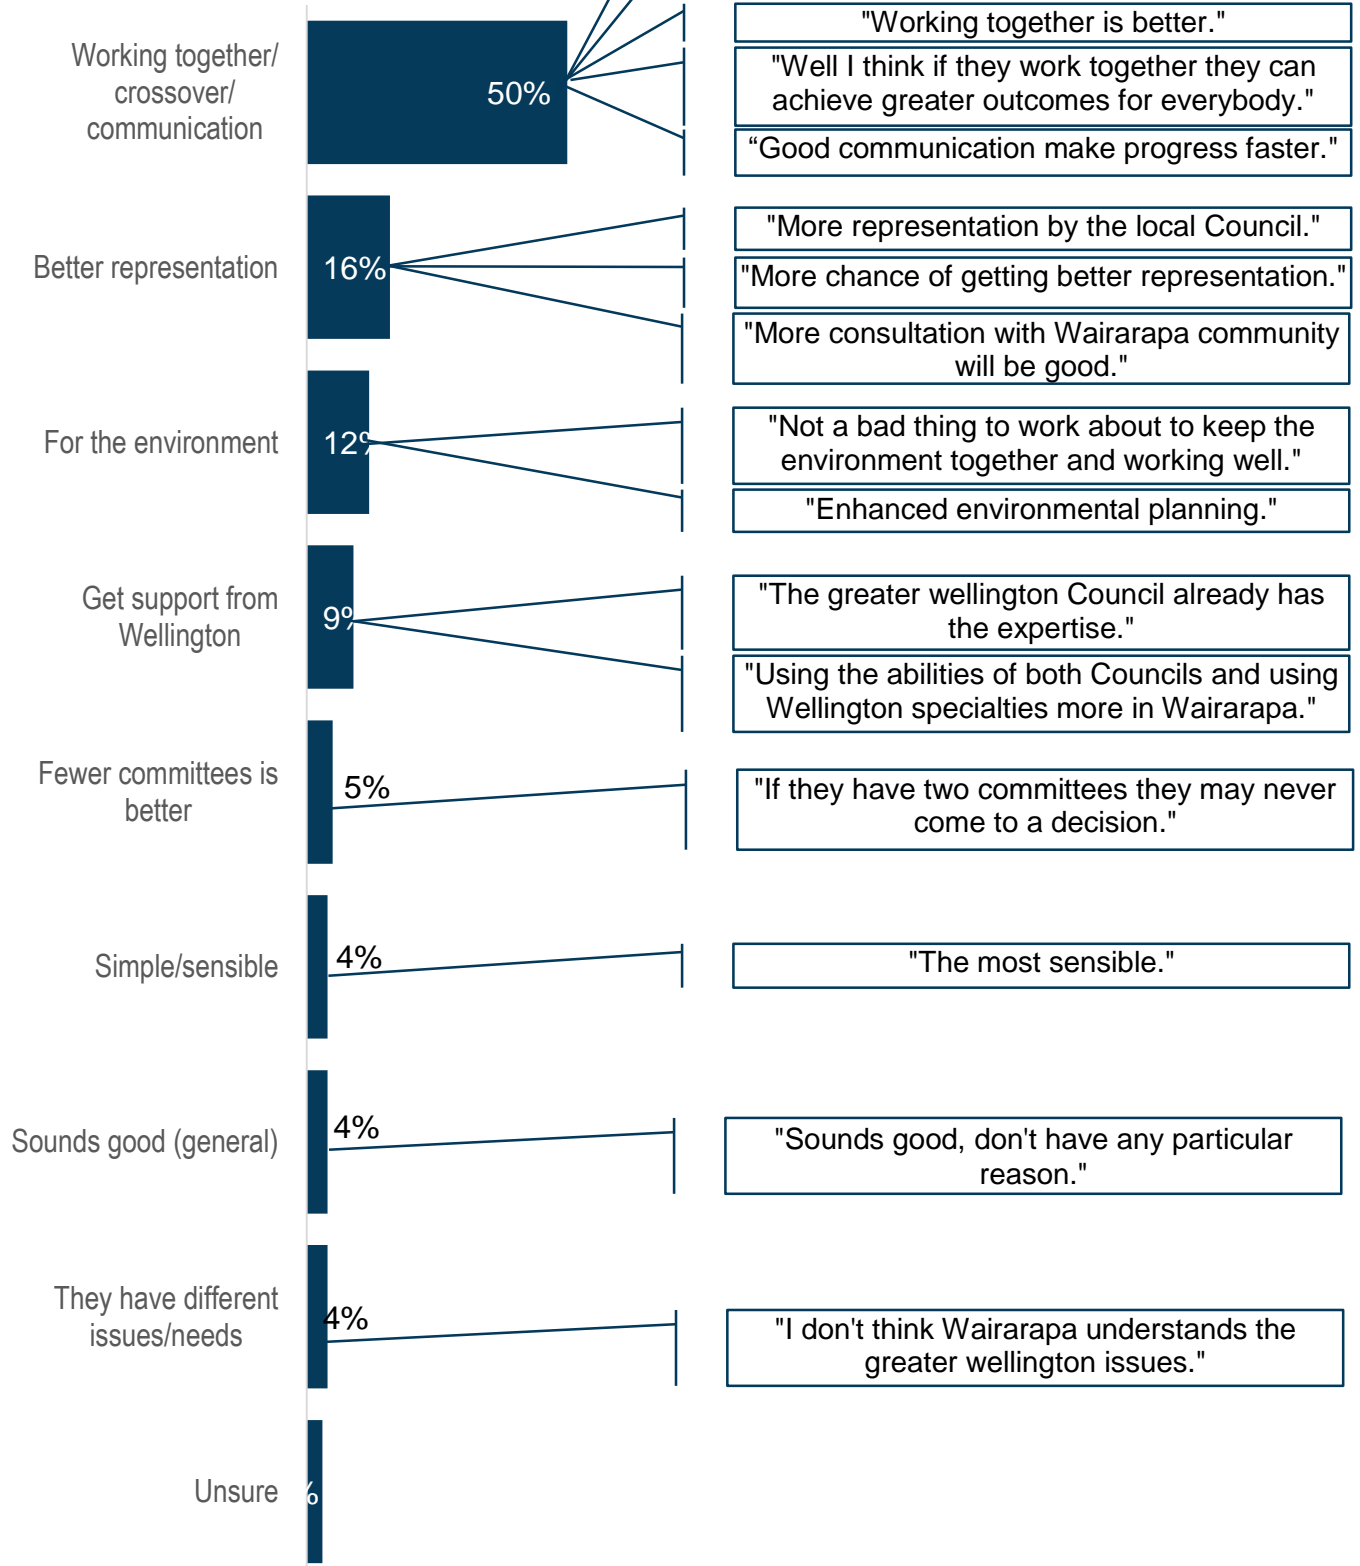 Working together/
crossover/
communication
50%
"Working together is better."
"Well I think if they work together they can
achieve greater outcomes for everybody."
“Good communication make progress faster."
Better representation
16%
"More representation by the local Council."
"More chance of getting better representation."
"More consultation with Wairarapa community
will be good."
For the environment
12%
"Not a bad thing to work about to keep the
environment together and working well."
"Enhanced environmental planning."
Get support from
Wellington
9%
"The greater wellington Council already has
the expertise."
"Using the abilities of both Councils and using
Wellington specialties more in Wairarapa."
Fewer committees is
better
5%
"If they have two committees they may never
come to a decision."
Simple/sensible
4%
"The most sensible."
Sounds good (general)
4%
"Sounds good, don't have any particular
reason."
They have different
issues/needs
4%
"I don't think Wairarapa understands the
greater wellington issues."
Unsure
%